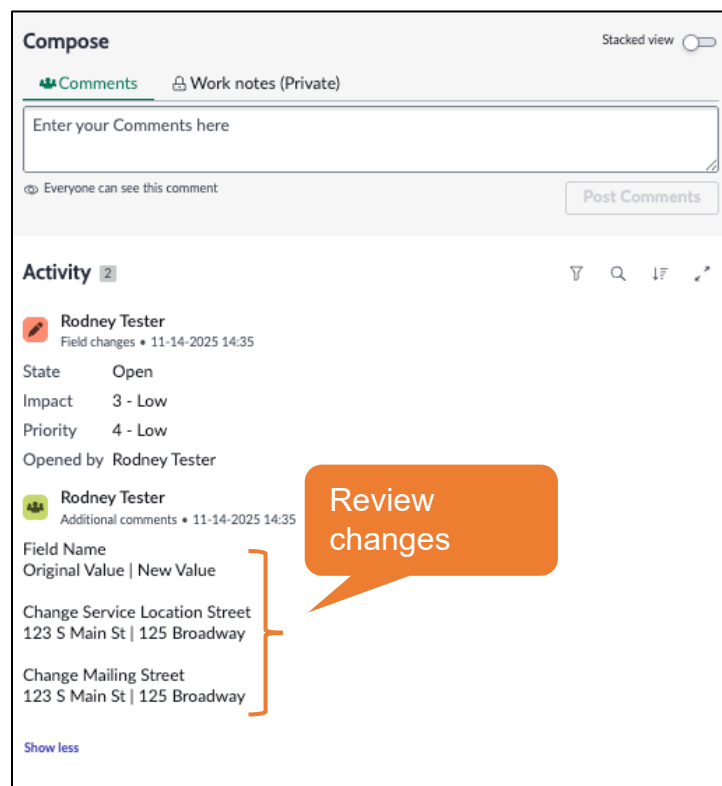 Compose
Stacked view
Comments
Work notes (Private)
Enter your Comments here
Everyone can see this comment
Post Comments
Activity 2
Rodney Tester
Field changes • 11-14-2025 14:35
State Open
Impact 3 - Low
Priority 4 - Low
Opened by Rodney Tester
Rodney Tester
Additional comments • 11-14-2025 14:35
Review
changes
Field Name
Original Value | New Value
Change Service Location Street
123 S Main St | 125 Broadway
Change Mailing Street
123 S Main St | 125 Broadway
Show less